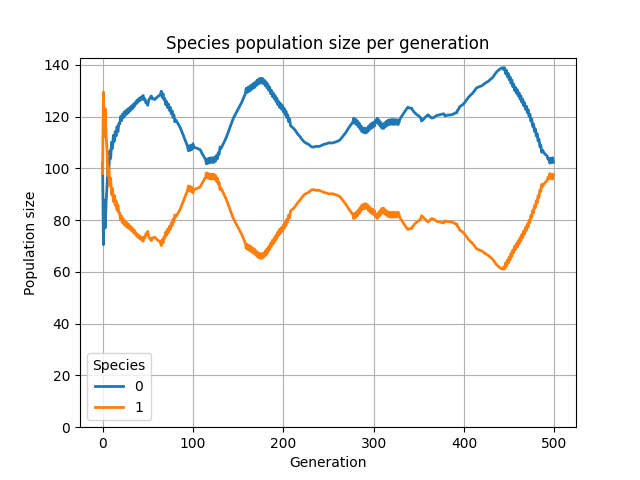 Species population size per generation
140
120
100
80
60
40
20
0
Population size
Species
0
1
0 100 200 300 400 500
Generation